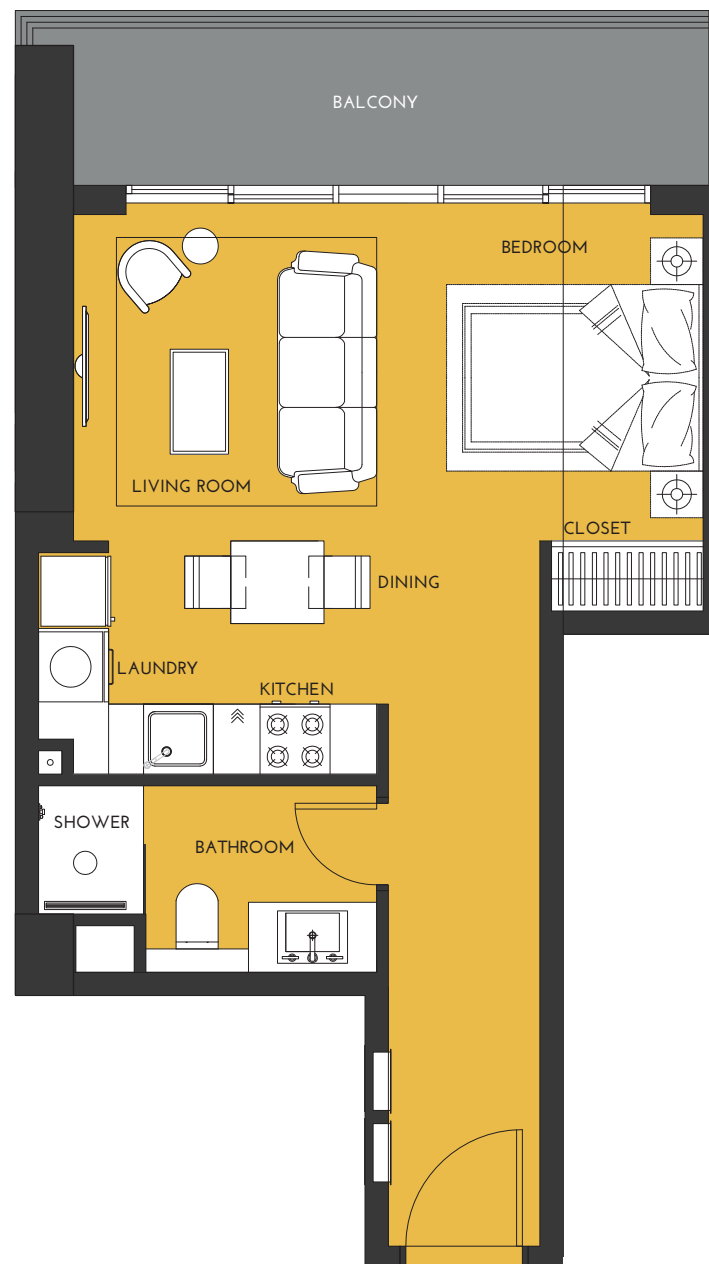 BALCONY
BEDROOM
LIVING ROOM
CLOSET
DINING
LAUNDRY
KITCHEN
SHOWER
BATHROOM